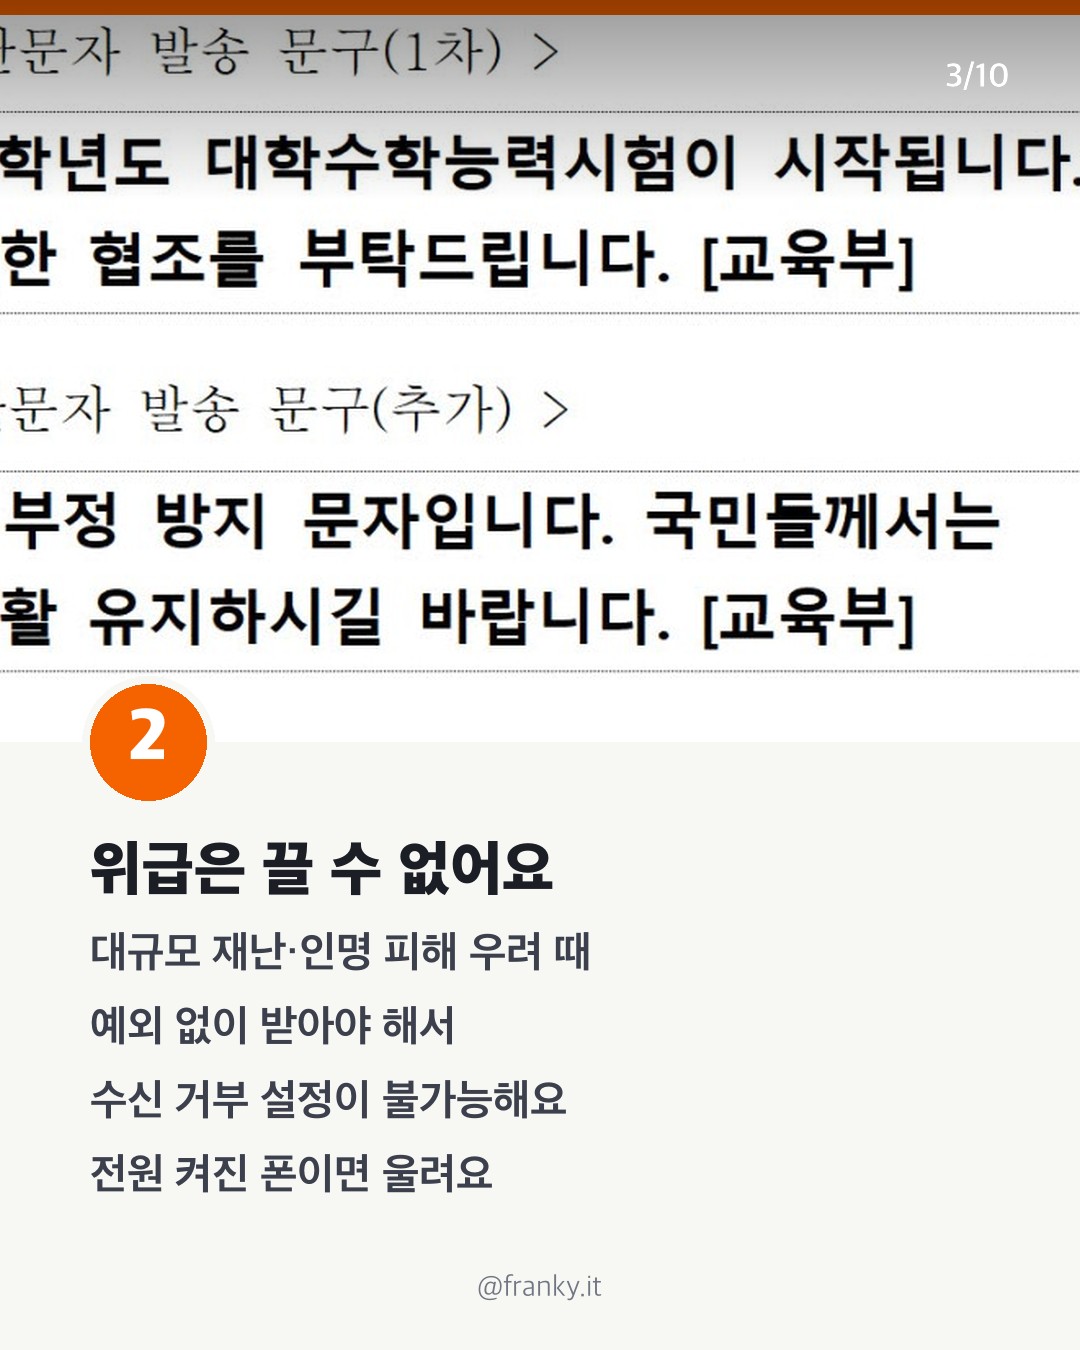 문자 발송 문구(1차) >
3/10
학년도 대학수학능력시험이 시작됩니다.
한 협조를 부탁드립니다. [교육부]
문자 발송 문구(추가) >
부정 방지 문자입니다. 국민들께서는
활 유지하시길 바랍니다. [교육부]
2
위급은 끌 수 없어요
대규모 재난·인명 피해 우려 때
예외 없이 받아야 해서
수신 거부 설정이 불가능해요
전원 켜진 폰이면 울려요
@franky.it